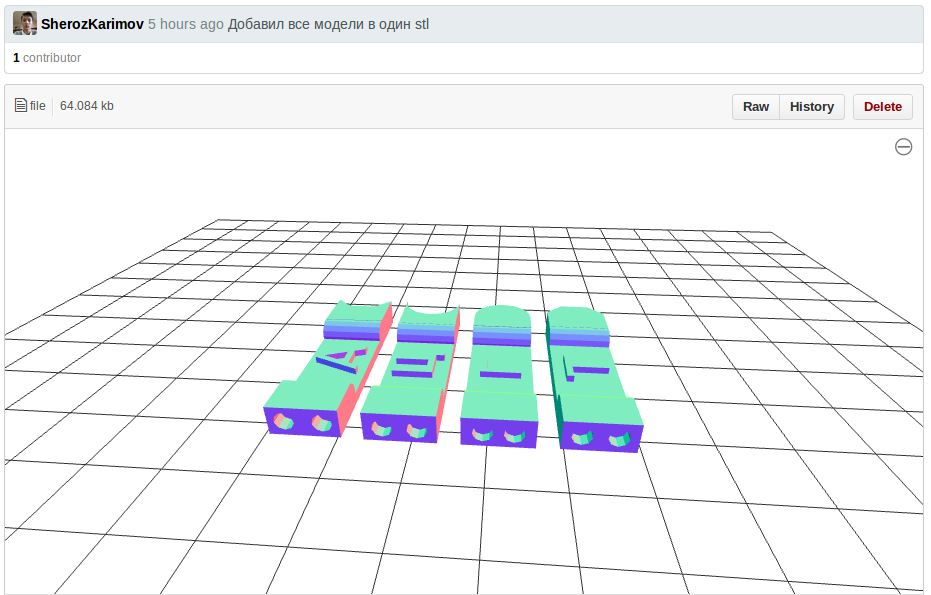 SherozKarimov 5 hours ago Добавил все модели в один stl
1 contributor
file 64.084 kb Raw History Delete